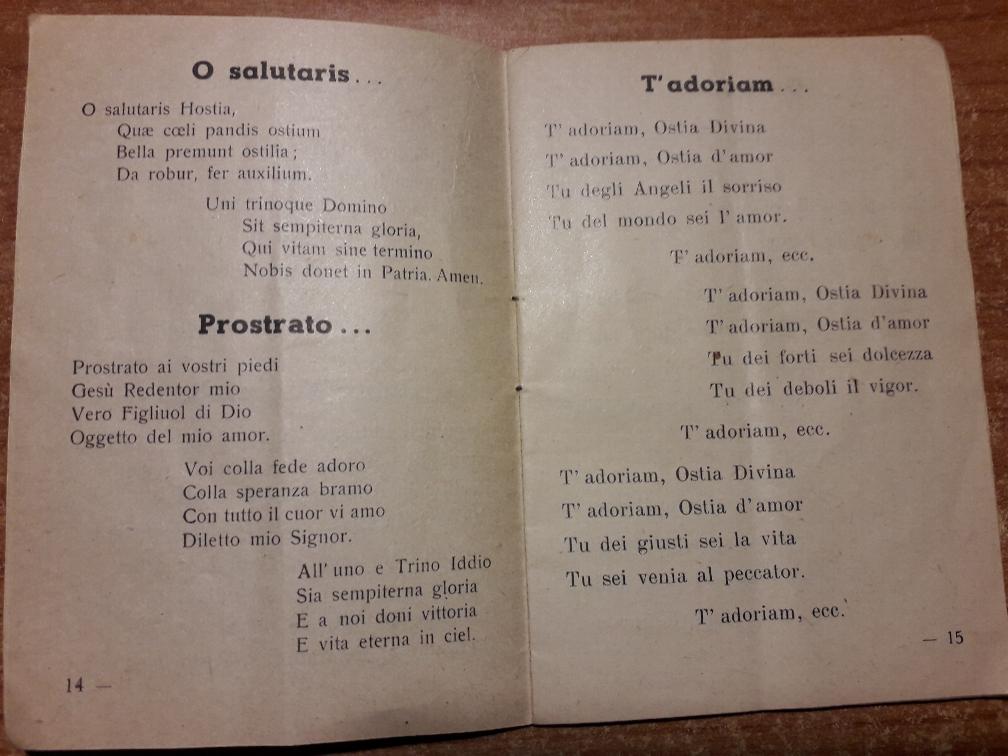 O salutaris...
O salutaris Hostia,
Quæ cœli pandis ostium
Bella premunt ostilia;
Da robur, fer auxilium.
Uni trinoque Domino
Sit sempiterna gloria,
Qui vitam sine termino
Nobis donet in Patria. Amen.
Prostrato...
Prostrato ai vostri piedi
Gesù Redentor mio
Vero Figliuol di Dio
Oggetto del mio amor.
Voi colla fede adoro
Colla speranza bramo
Con tutto il cuor vi amo
Diletto mio Signor.
All' uno e Trino Iddio
Sia sempiterna gloria
E a noi doni vittoria
E vita eterna in ciel.
14 —
T' adoriam...
T' adoriam, Ostia Divina
T' adoriam, Ostia d'amor
Tu degli Angeli il sorriso
Tu del mondo sei l' amor.
T' adoriam, ecc.
T' adoriam, Ostia Divina
T' adoriam, Ostia d'amor
Tu dei forti sei dolcezza
Tu dei deboli il vigor.
T' adoriam, ecc.
T' adoriam, Ostia Divina
T' adoriam, Ostia d'amor
Tu dei giusti sei la vita
Tu sei venia al peccator.
T' adoriam, ecc.
— 15